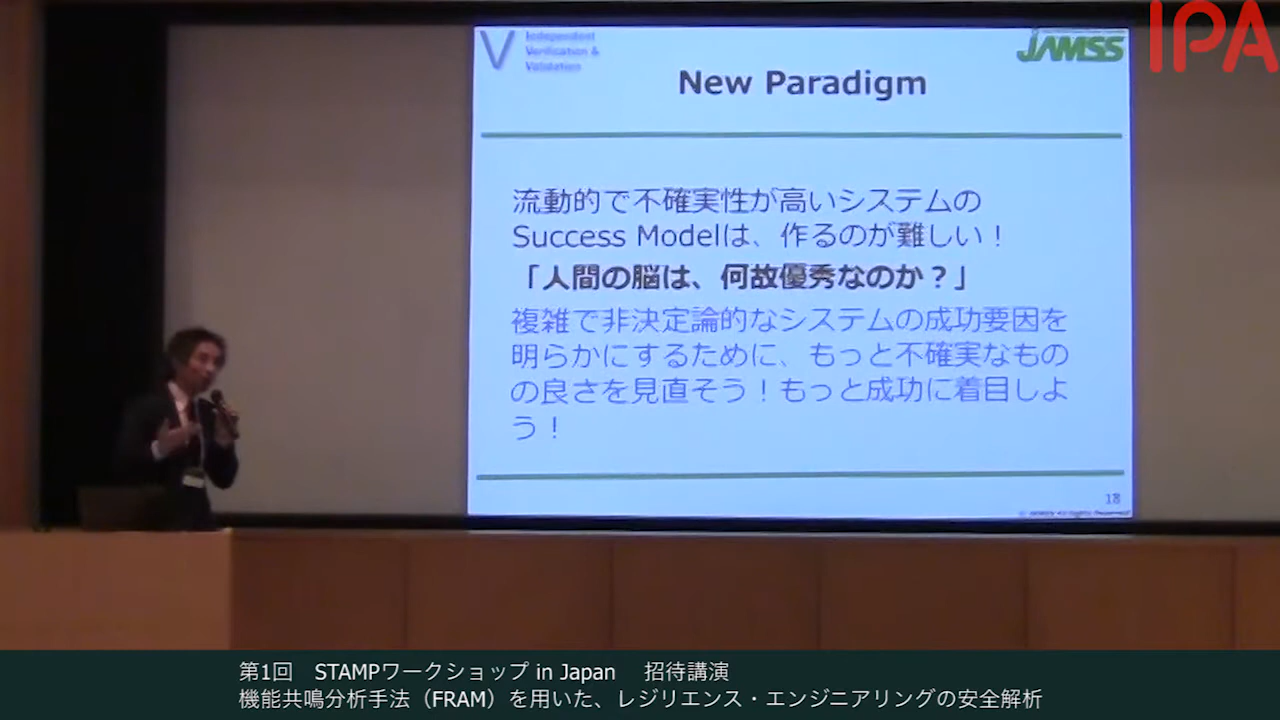 IPA
V
Independent
Verification &
Validation
JAMSS
New Paradigm
流動的で不確実性が高いシステムの
Success Modelは、作るのが難しい！
「人間の脳は、何故優秀なのか？」
複雑で非決定論的なシステムの成功要因を
明らかにするために、もっと不確実なもの
の良さを見直そう！もっと成功に着目しよ
う！
18
第1回　STAMPワークショップ in Japan　招待講演
機能共鳴分析手法（FRAM）を用いた、レジリエンス・エンジニアリングの安全解析